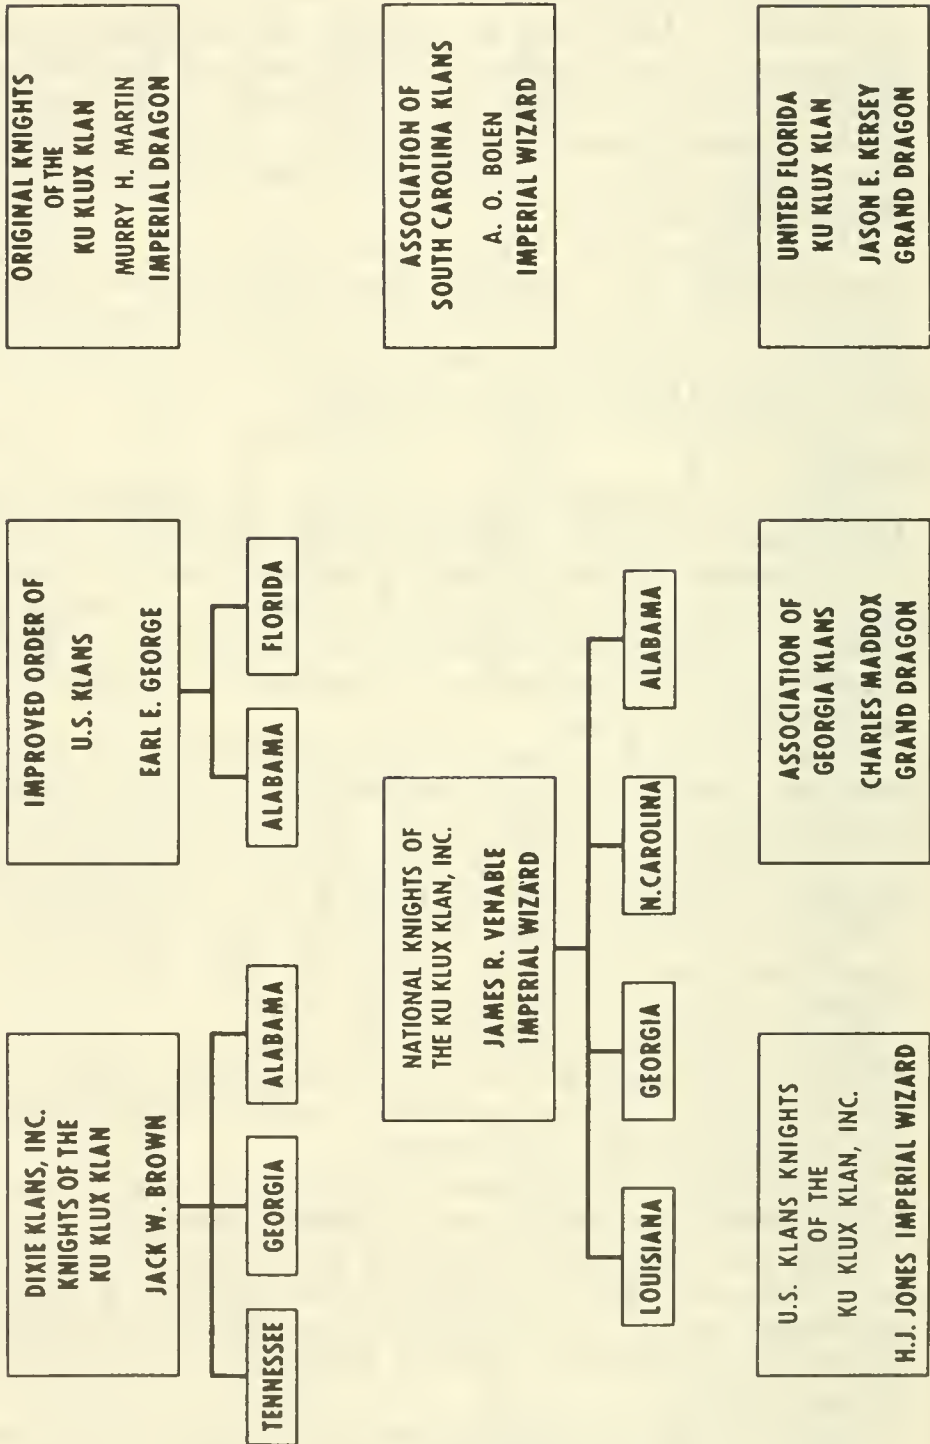 DIXIE KLANS, INC.
KNIGHTS OF THE
KU KLUX KLAN
JACK W. BROWN
TENNESSEE
GEORGIA
ALABAMA
IMPROVED ORDER OF
U.S. KLANS
EARL E. GEORGE
ALABAMA
FLORIDA
ORIGINAL KNIGHTS
OF THE
KU KLUX KLAN
MURRY H. MARTIN
IMPERIAL DRAGON
NATIONAL KNIGHTS OF
THE KU KLUX KLAN, INC.
JAMES R. VENABLE
IMPERIAL WIZARD
LOUISIANA
GEORGIA
N.CAROLINA
ALABAMA
ASSOCIATION OF
SOUTH CAROLINA KLANS
A. O. BOLEN
IMPERIAL WIZARD
U.S. KLANS KNIGHTS
OF THE
KU KLUX KLAN, INC.
H.J. JONES IMPERIAL WIZARD
ASSOCIATION OF
GEORGIA KLANS
CHARLES MADDOX
GRAND DRAGON
UNITED FLORIDA
KU KLUX KLAN
JASON E. KERSEY
GRAND DRAGON